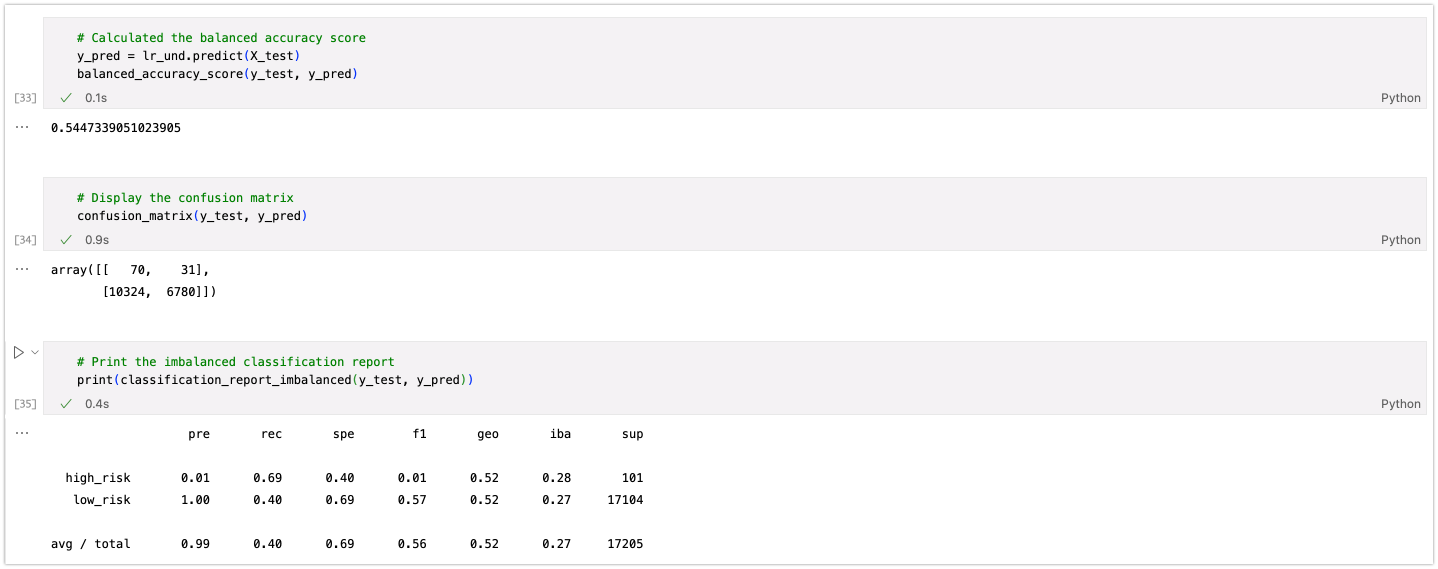 # Calculated the balanced accuracy score
y_pred = lr_und.predict(X_test)
balanced_accuracy_score(y_test, y_pred)
[33] 0.1s Python
... 0.5447339051023905
# Display the confusion matrix
confusion_matrix(y_test, y_pred)
[34] 0.9s Python
... array([[   70,    31],
       [10324,  6780]])
# Print the imbalanced classification report
print(classification_report_imbalanced(y_test, y_pred))
[35] 0.4s Python
... pre rec spe f1 geo iba sup
high_risk 0.01 0.69 0.40 0.01 0.52 0.28 101
low_risk 1.00 0.40 0.69 0.57 0.52 0.27 17104
avg / total 0.99 0.40 0.69 0.56 0.52 0.27 17205